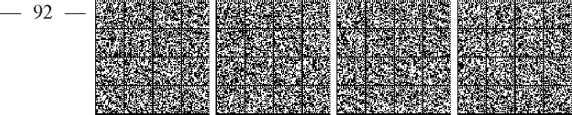 — 92 —